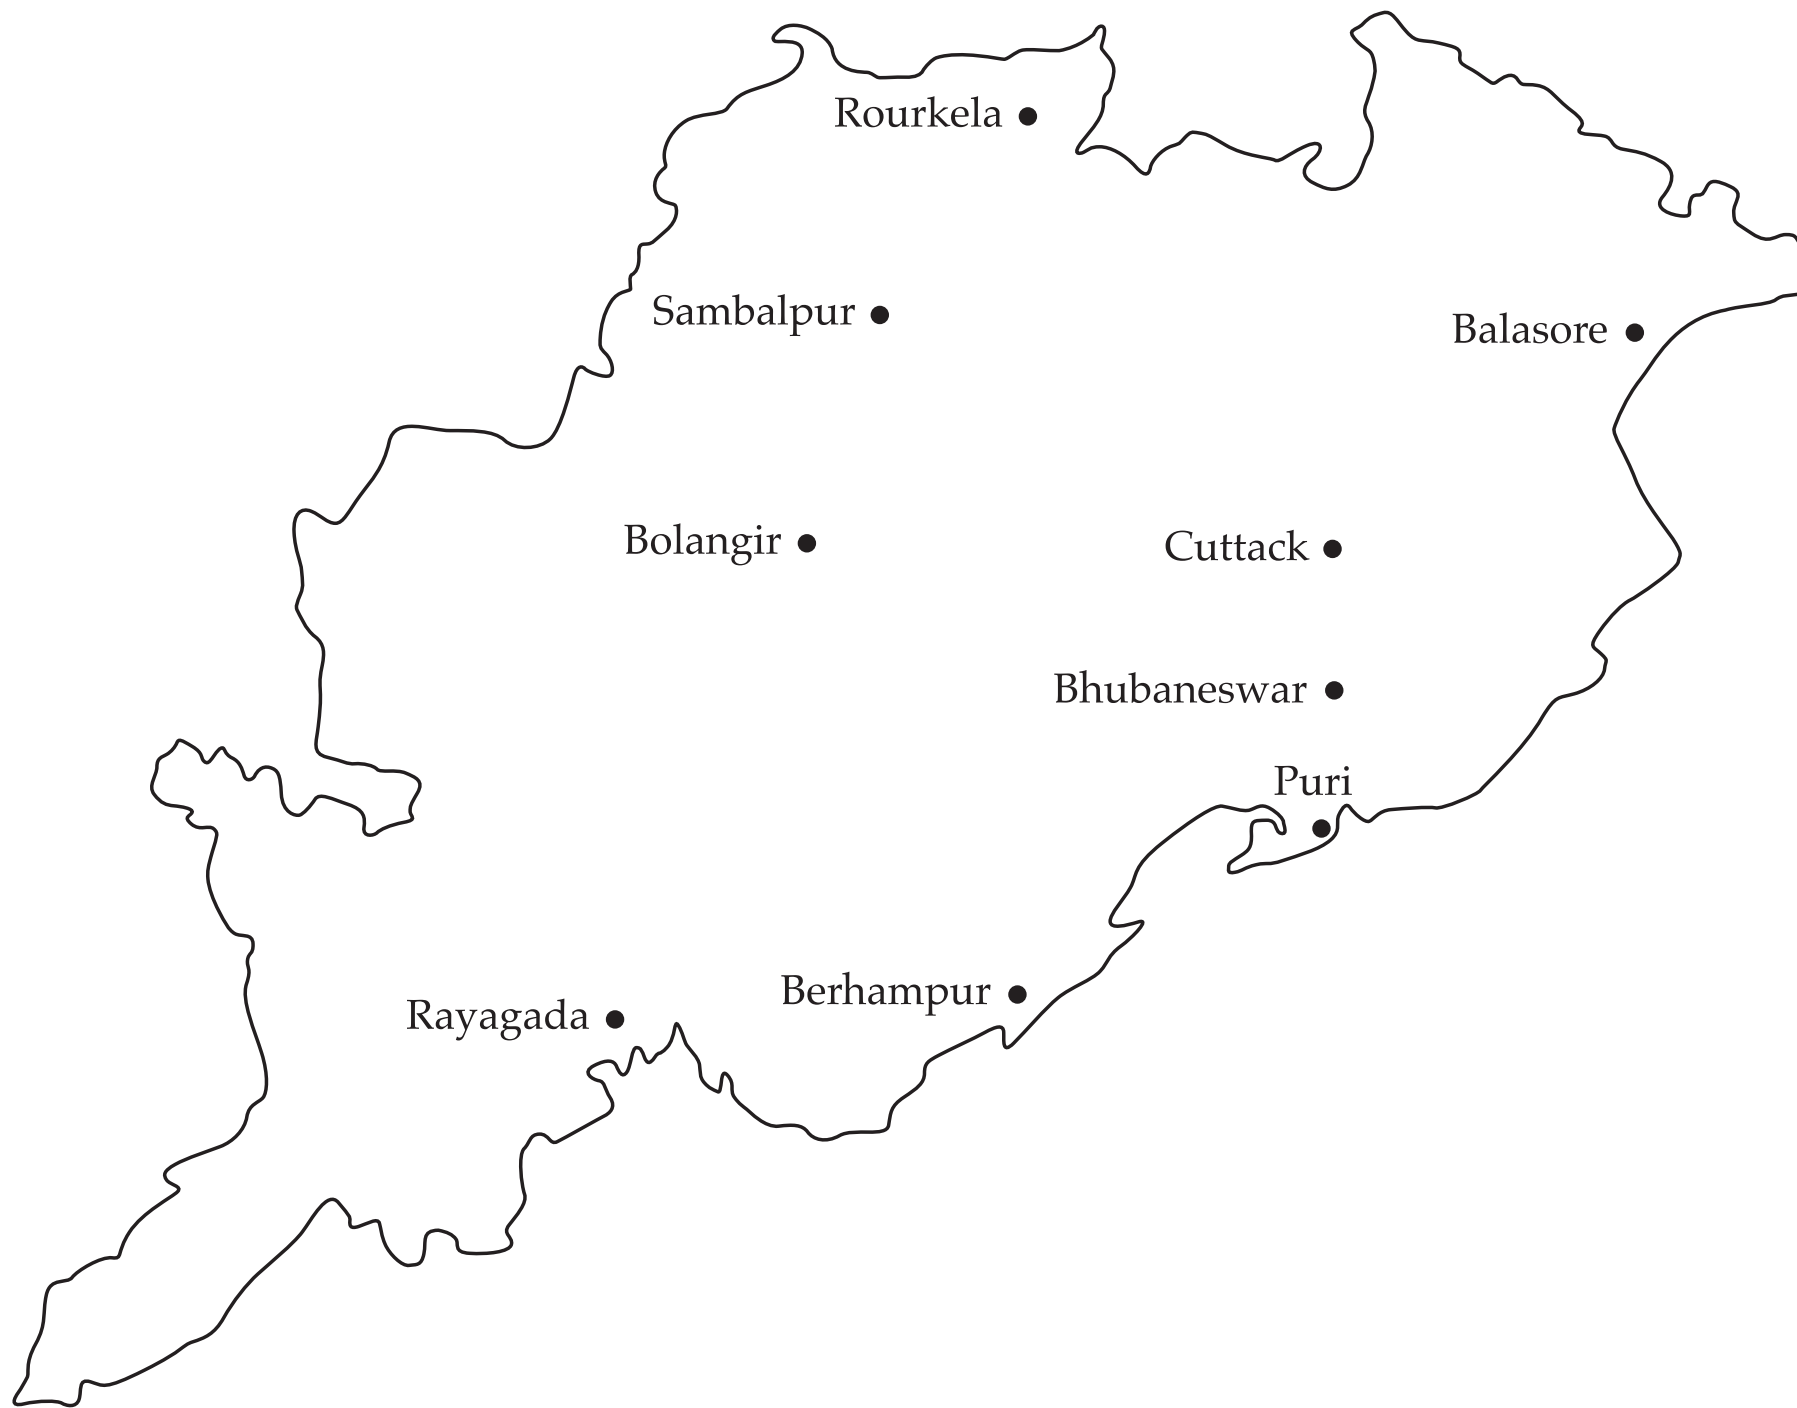 Rourkela
Sambalpur
Balasore
Bolangir
Cuttack
Bhubaneswar
Puri
Berhampur
Rayagada